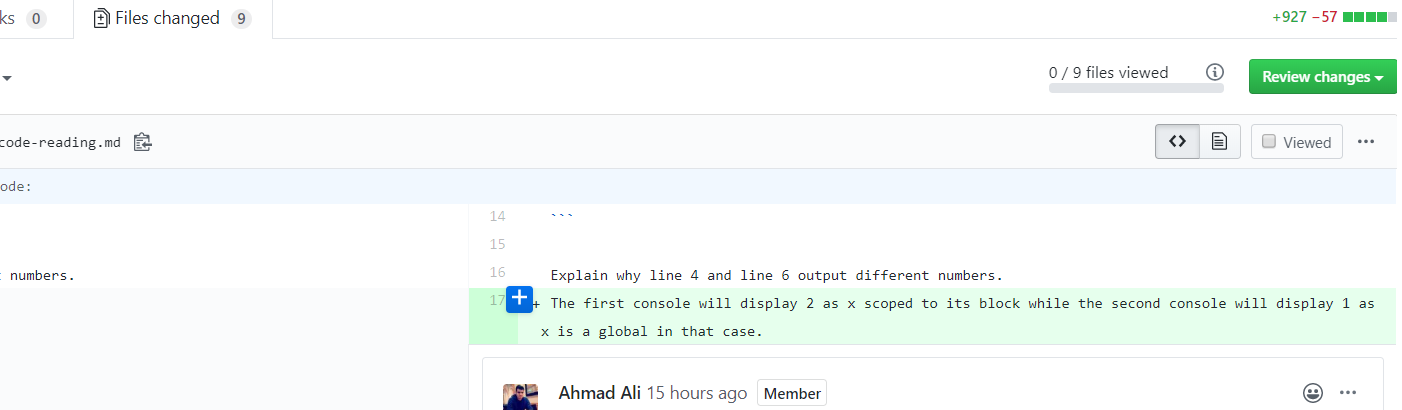 ks 0 Files changed 9 +927 −57
0 / 9 files viewed Review changes
code-reading.md Viewed
ode:
14 ```
15
numbers. 16 Explain why line 4 and line 6 output different numbers.
17 + The first console will display 2 as x scoped to its block while the second console will display 1 as
x is a global in that case.
Ahmad Ali 15 hours ago Member